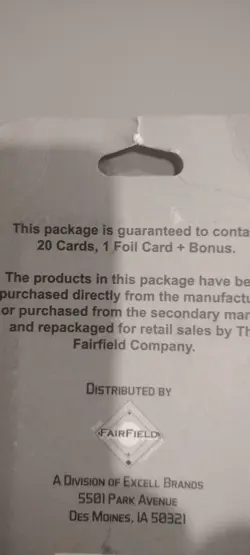 This package is guaranteed to conta
20 Cards, 1 Foil Card + Bonus.
The products in this package have be
purchased directly from the manufactu
or purchased from the secondary mar
and repackaged for retail sales by Th
Fairfield Company.
DISTRIBUTED BY
FAIRFIELD
A DIVISION OF EXCELL BRANDS
5501 PARK AVENUE
DES MOINES, IA 50321